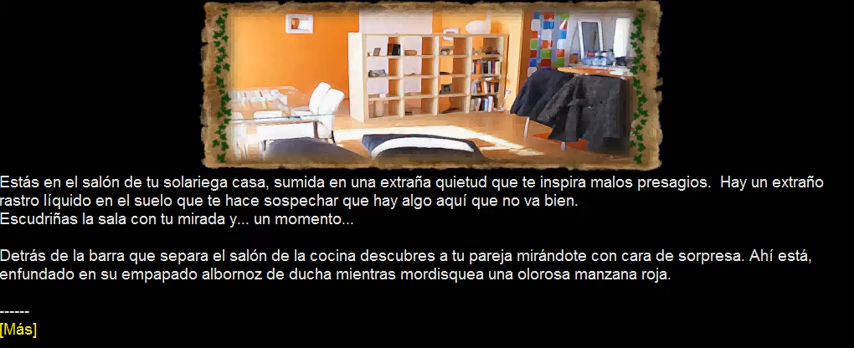 Estás en el salón de tu solariega casa, sumida en una extraña quietud que te inspira malos presagios.  Hay un extraño
rastro líquido en el suelo que te hace sospechar que hay algo aquí que no va bien.
Escudriñas la sala con tu mirada y... un momento...
Detrás de la barra que separa el salón de la cocina descubres a tu pareja mirándote con cara de sorpresa. Ahí está,
enfundado en su empapado albornoz de ducha mientras mordisquea una olorosa manzana roja.
------
[Más]